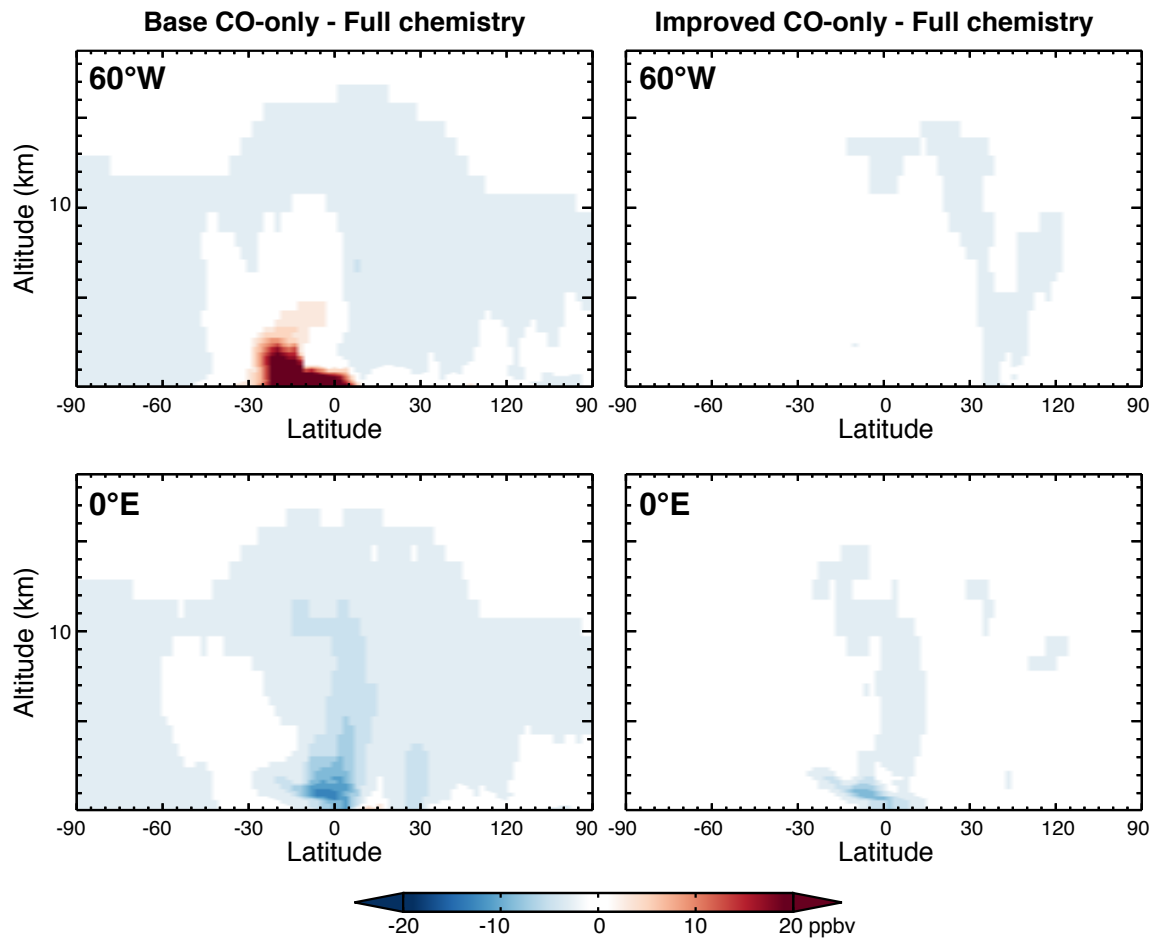 Base CO-only - Full chemistry
Improved CO-only - Full chemistry
60°W
Altitude (km)
10
-90 -60 -30 0 30 120 90
Latitude
60°W
-90 -60 -30 0 30 120 90
Latitude
0°E
Altitude (km)
10
-90 -60 -30 0 30 120 90
Latitude
0°E
-90 -60 -30 0 30 120 90
Latitude
-20 -10 0 10 20 ppbv